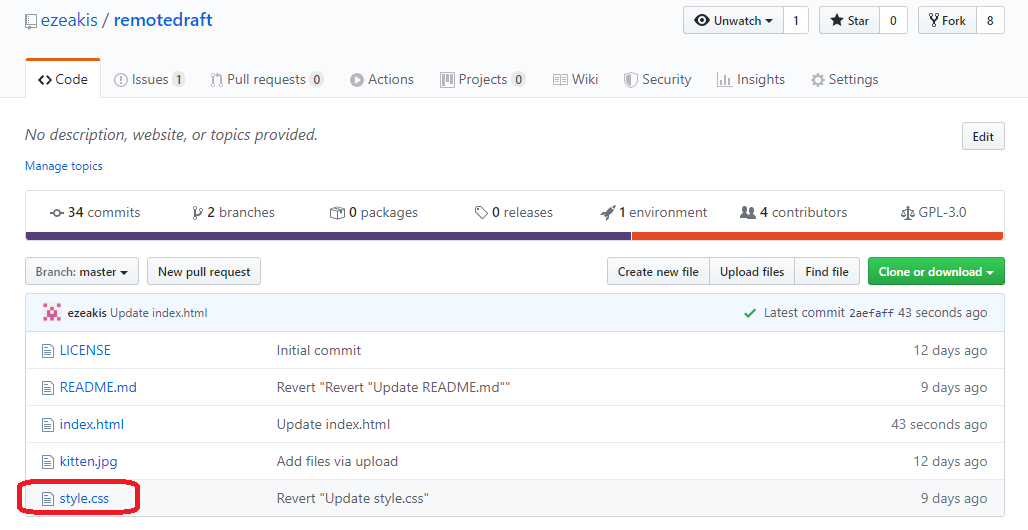 ezeakis / remotedraft Unwatch 1 Star 0 Fork 8
Code Issues 1 Pull requests 0 Actions Projects 0 Wiki Security Insights Settings
No description, website, or topics provided. Edit
Manage topics
34 commits 2 branches 0 packages 0 releases 1 environment 4 contributors GPL-3.0
Branch: master New pull request Create new file Upload files Find file Clone or download
ezeakis Update index.html Latest commit 2aefaff 43 seconds ago
LICENSE Initial commit 12 days ago
README.md Revert "Revert "Update README.md"" 9 days ago
index.html Update index.html 43 seconds ago
kitten.jpg Add files via upload 12 days ago
style.css Revert "Update style.css" 9 days ago